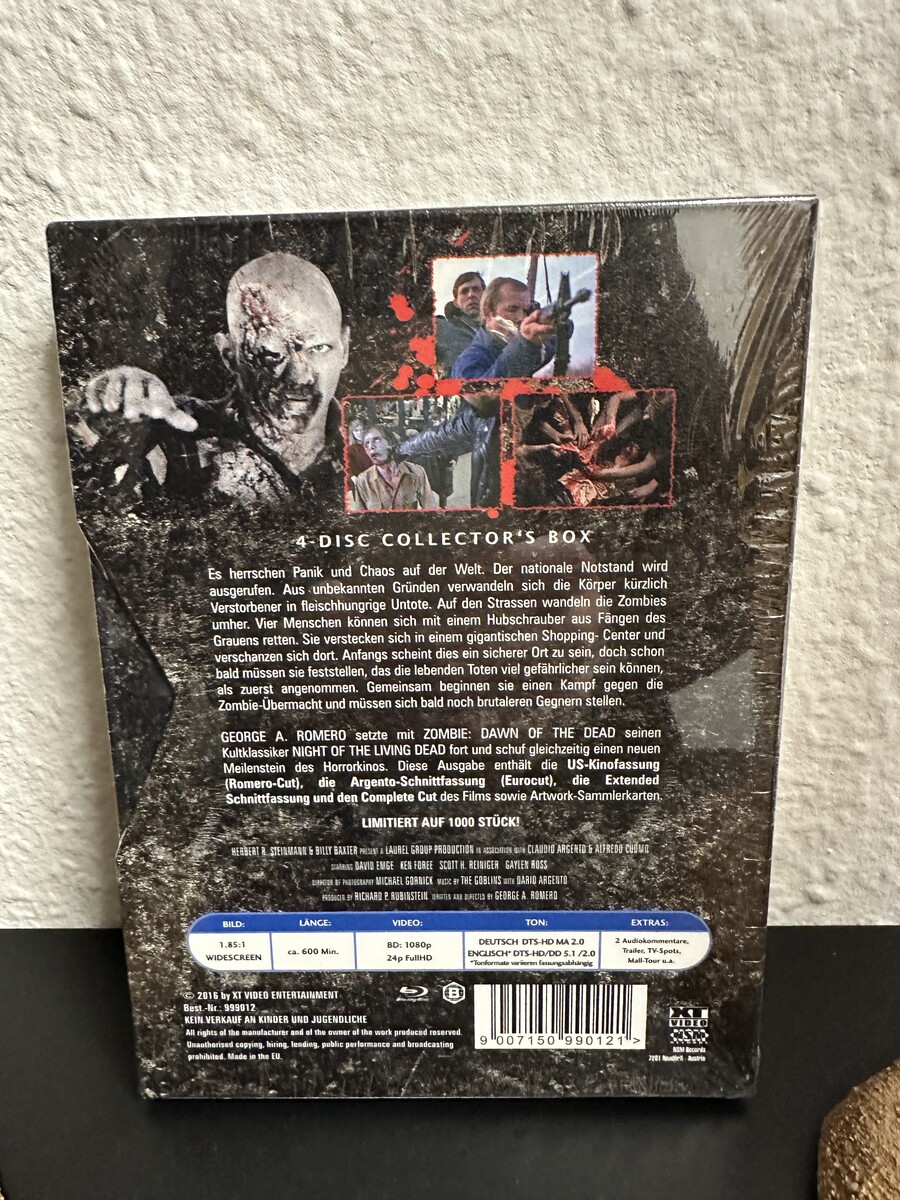 4-DISC COLLECTOR'S BOX
Es herrschen Panik und Chaos auf der Welt. Der nationale Notstand wird
ausgerufen. Aus unbekannten Gründen verwandeln sich die Körper kürzlich
Verstorbener in fleischhungrige Untote. Auf den Strassen wandeln die Zombies
umher. Vier Menschen können sich mit einem Hubschrauber aus Fängen des
Grauens retten. Sie verstecken sich in einem gigantischen Shopping- Center und
verschanzen sich dort. Anfangs scheint dies ein sicherer Ort zu sein, doch schon
bald müssen sie feststellen, das die lebenden Toten viel gefährlicher sein können,
als zuerst angenommen. Gemeinsam beginnen sie einen Kampf gegen die
Zombie-Übermacht und müssen sich bald noch brutaleren Gegnern stellen.
GEORGE A. ROMERO setzte mit ZOMBIE: DAWN OF THE DEAD seinen
Kultklassiker NIGHT OF THE LIVING DEAD fort und schuf gleichzeitig einen neuen
Meilenstein des Horrorkinos. Diese Ausgabe enthält die US-Kinofassung
(Romero-Cut), die Argento-Schnittfassung (Eurocut), die Extended
Schnittfassung und den Complete Cut des Films sowie Artwork-Sammlerkarten.
LIMITIERT AUF 1000 STÜCK!
HERBERT R. STEINMANN & BILLY BAXTER PRESENT A LAUREL GROUP PRODUCTION IN ASSOCIATION WITH CLAUDIO ARGENTO & ALFREDO CUOMO
STARRING DAVID EMGE KEN FOREE SCOTT H. REINIGER GAYLEN ROSS
DIRECTOR OF PHOTOGRAPHY MICHAEL GORNICK MUSIC BY THE GOBLINS WITH DARIO ARGENTO
PRODUCER BY RICHARD P. RUBINSTEIN WRITTEN AND DIRECTED BY GEORGE A. ROMERO
BILD: LÄNGE: VIDEO: TON: EXTRAS:
1.85:1
WIDESCREEN
ca. 600 Min.
BD: 1080p
24p FullHD
DEUTSCH DTS-HD MA 2.0
ENGLISCH* DTS-HD/DD 5.1 /2.0
*Tonformate variieren fassungsabhängig
2 Audiokommentare,
Trailer, TV-Spots,
Mall-Tour u.a.
© 2016 by XT VIDEO ENTERTAINMENT
Best.-Nr.: 999012
KEIN VERKAUF AN KINDER UND JUGENDLICHE
All rights of the manufacturer and of the owner of the work produced reserved.
Unauthorised copying, hiring, lending, public performance and broadcasting
prohibited. Made in the EU.
Blu-ray Disc
B
9 007150 990121 >
XT
VIDEO
NSM
NSM Records
7201 Neudörfl - Austria